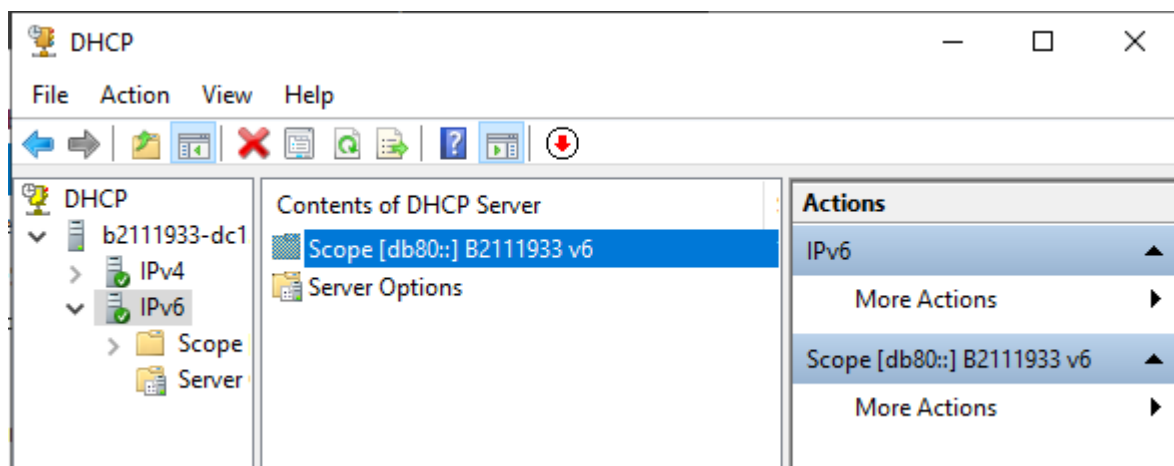 DHCP
File Action View Help
DHCP
b2111933-dc1
IPv4
IPv6
Scope
Server
Contents of DHCP Server
Scope [db80::] B2111933 v6
Server Options
Actions
IPv6
More Actions
Scope [db80::] B2111933 v6
More Actions